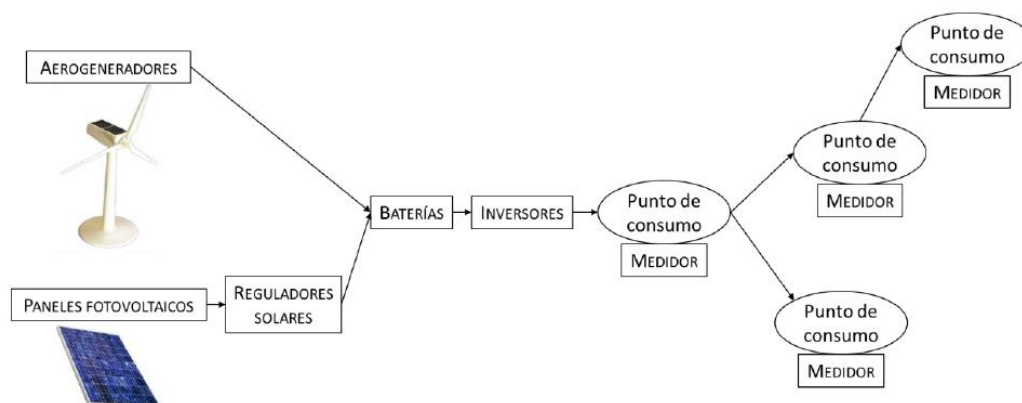 AEROGENERADORES
PANELES FOTOVOLTAICOS
REGULADORES
SOLARES
BATERÍAS
INVERSORES
Punto de
consumo
MEDIDOR
Punto de
consumo
MEDIDOR
Punto de
consumo
MEDIDOR
Punto de
consumo
MEDIDOR